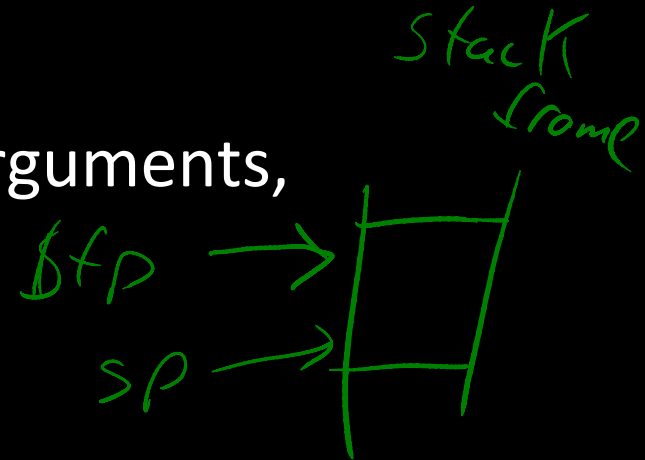 stack
frame
rguments,
$fp
sp